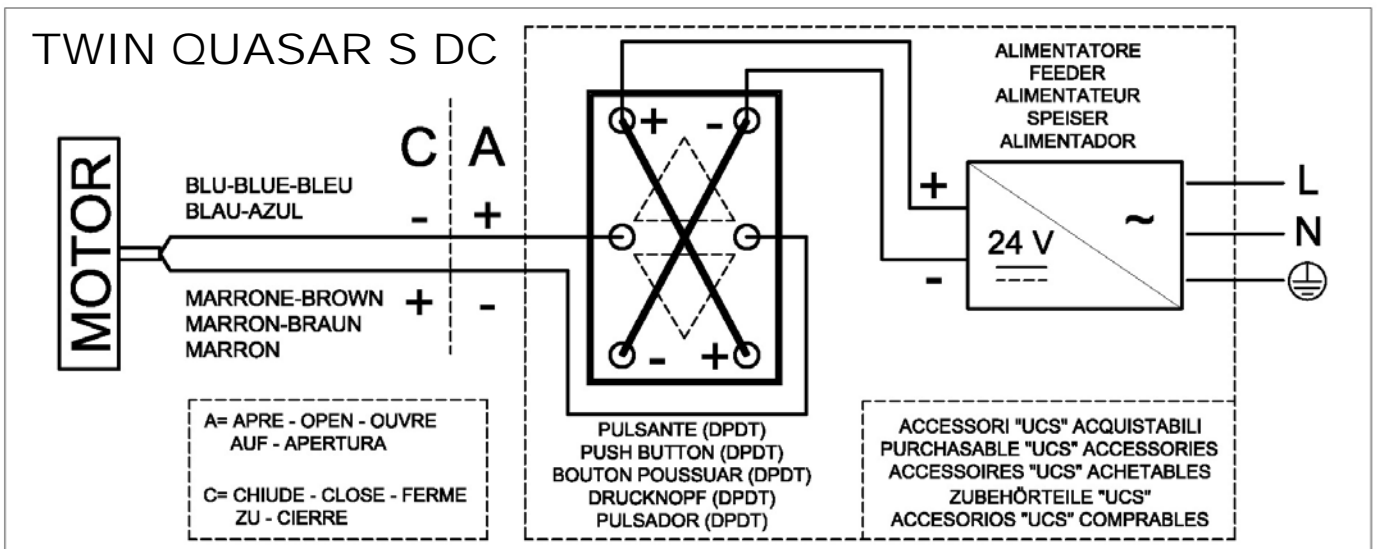 TWIN QUASAR S DC
ALIMENTATORE
FEEDER
ALIMENTATEUR
SPEISER
ALIMENTADOR
MOTOR
C A
BLU-BLUE-BLEU
BLAU-AZUL
- +
MARRONE-BROWN
MARRON-BRAUN
MARRON
+ -
+ -
- +
+
-
24 V
~
L
N
A= APRE - OPEN - OUVRE
AUF - APERTURA
C= CHIUDE - CLOSE - FERME
ZU - CIERRE
PULSANTE (DPDT)
PUSH BUTTON (DPDT)
BOUTON POUSSUAR (DPDT)
DRUCKNOPF (DPDT)
PULSADOR (DPDT)
ACCESSORI "UCS" ACQUISTABILI
PURCHASABLE "UCS" ACCESSORIES
ACCESSOIRES "UCS" ACHETABLES
ZUBEHÖRTEILE "UCS"
ACCESORIOS "UCS" COMPRABLES